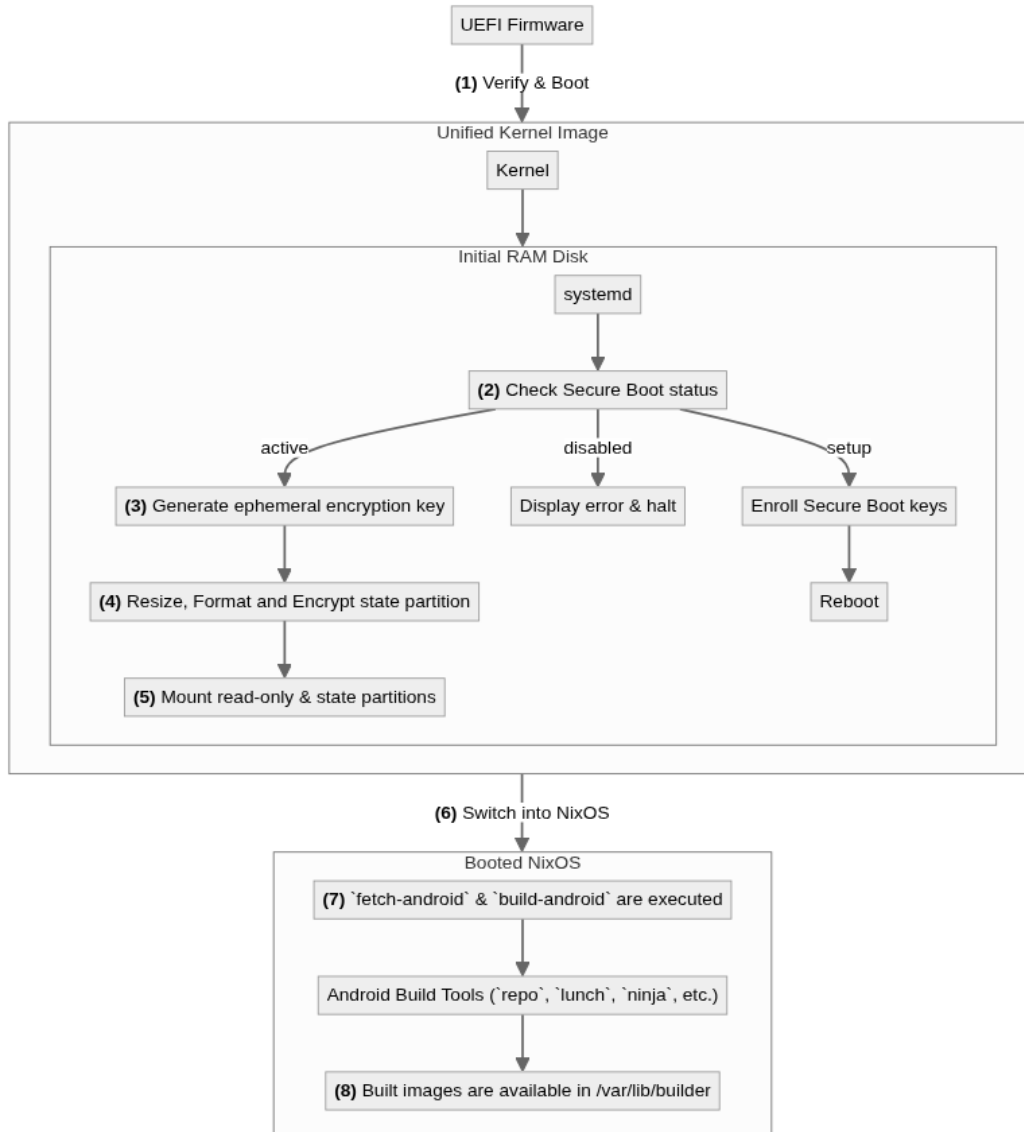 UEFI Firmware
(1) Verify & Boot
Unified Kernel Image
Kernel
Initial RAM Disk
systemd
(2) Check Secure Boot status
active
disabled
setup
(3) Generate ephemeral encryption key
Display error & halt
Enroll Secure Boot keys
(4) Resize, Format and Encrypt state partition
Reboot
(5) Mount read-only & state partitions
(6) Switch into NixOS
Booted NixOS
(7) `fetch-android` & `build-android` are executed
Android Build Tools (`repo`, `lunch`, `ninja`, etc.)
(8) Built images are available in /var/lib/builder